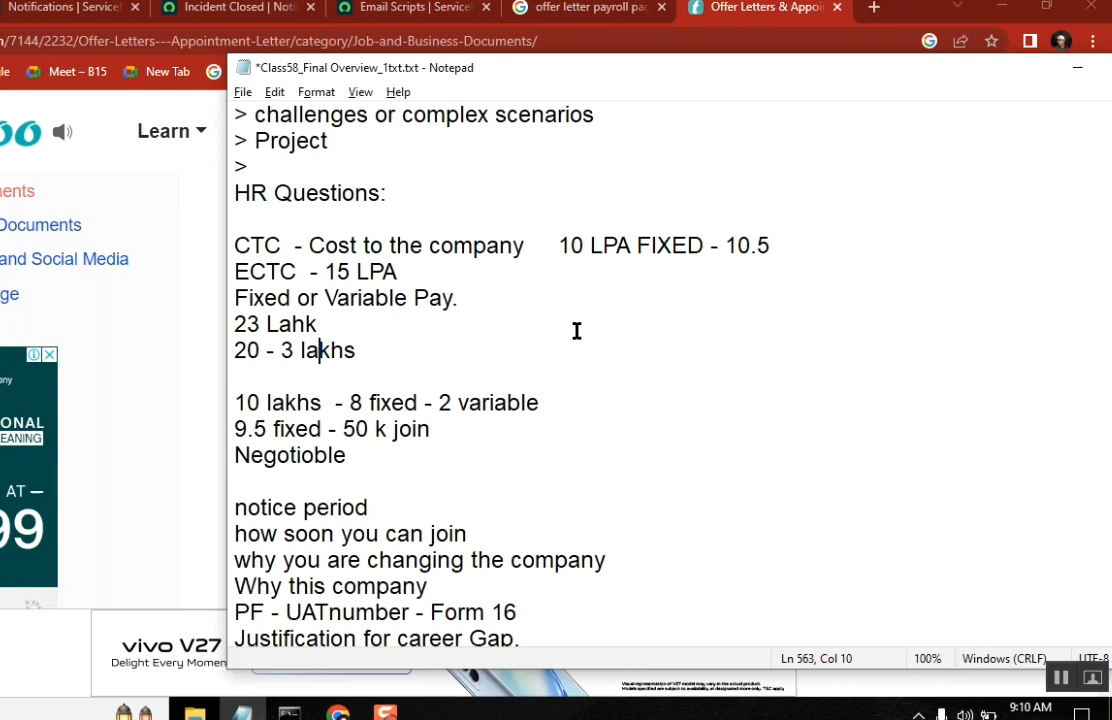 Notifications | Service
Incident Closed | Noti
Email Scripts | Service
offer letter payroll pa
Offer Letters & Appoi
/7144/2232/Offer-Letters---Appointment-Letter/category/Job-and-Business-Documents/
gle
Meet – B15
New Tab
*Class58_Final Overview_1txt.txt - Notepad
File Edit Format View Help
Learn
ments
Documents
and Social Media
ge
> challenges or complex scenarios
> Project
>
HR Questions:
CTC - Cost to the company 10 LPA FIXED - 10.5
ECTC - 15 LPA
Fixed or Variable Pay.
23 Lahk
20 - 3 lakhs
10 lakhs - 8 fixed - 2 variable
9.5 fixed - 50 k join
Negotioble
notice period
how soon you can join
why you are changing the company
Why this company
PF - UATnumber - Form 16
Justification for career Gap.
ONAL
EANING
AT —
99
vivo V27
Delight Every Momen
Ln 563, Col 10
100%
Windows (CRLF)
UTF-8
9:10 AM